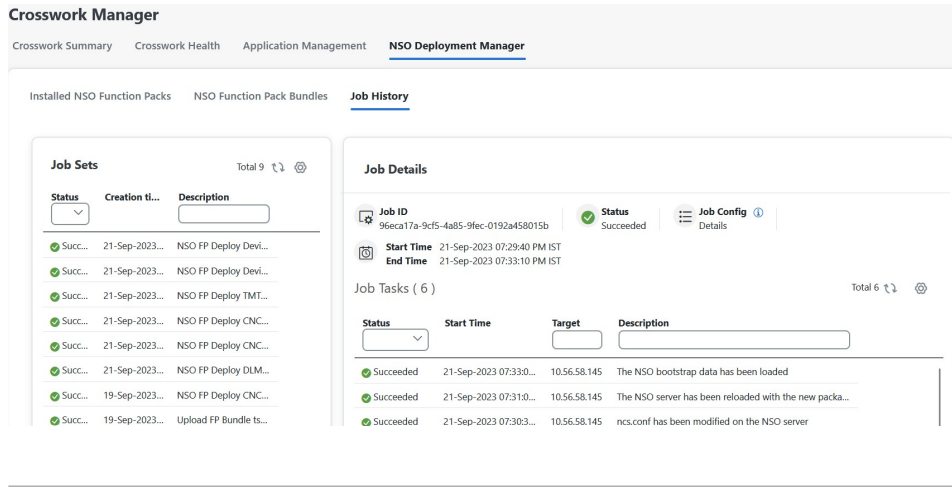 Crosswork Manager
Crosswork Summary Crosswork Health Application Management NSO Deployment Manager
Installed NSO Function Packs NSO Function Pack Bundles Job History
Job Sets Total 9
Status Creation ti... Description
Succ... 21-Sep-2023... NSO FP Deploy Devi...
Succ... 21-Sep-2023... NSO FP Deploy Devi...
Succ... 21-Sep-2023... NSO FP Deploy TMT...
Succ... 21-Sep-2023... NSO FP Deploy CNC...
Succ... 21-Sep-2023... NSO FP Deploy CNC...
Succ... 21-Sep-2023... NSO FP Deploy DLM...
Succ... 19-Sep-2023... NSO FP Deploy CNC...
Succ... 19-Sep-2023... Upload FP Bundle ts...
Job Details
Job ID Status Job Config
96eca17a-9cf5-4a85-9fec-0192a458015b Succeeded Details
Start Time 21-Sep-2023 07:29:40 PM IST
End Time 21-Sep-2023 07:33:10 PM IST
Job Tasks ( 6 ) Total 6
Status Start Time Target Description
Succeeded 21-Sep-2023 07:33:0... 10.56.58.145 The NSO bootstrap data has been loaded
Succeeded 21-Sep-2023 07:31:0... 10.56.58.145 The NSO server has been reloaded with the new packa...
Succeeded 21-Sep-2023 07:30:3... 10.56.58.145 ncs.conf has been modified on the NSO server